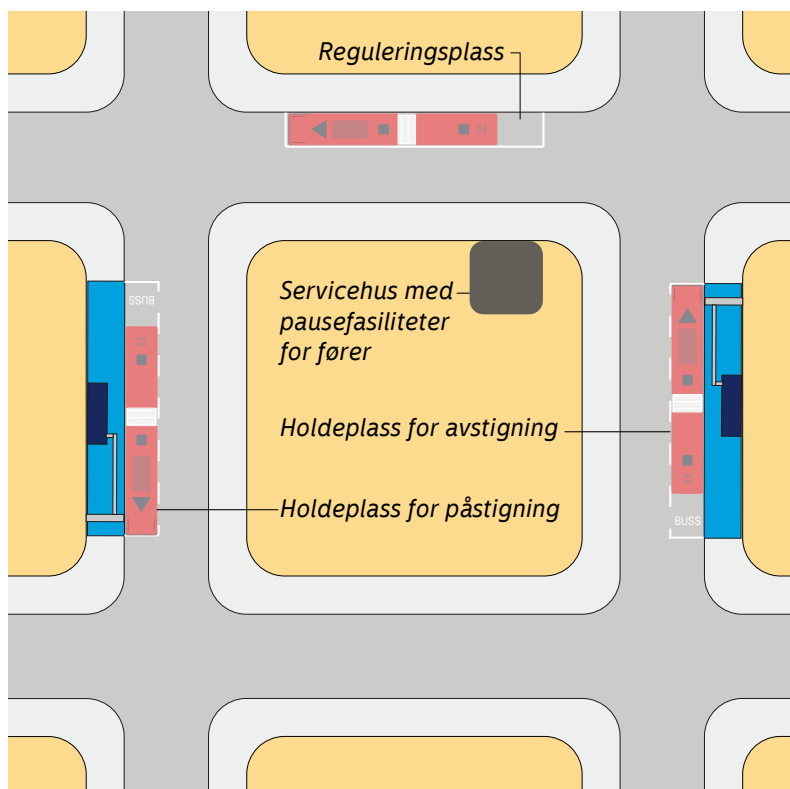 Reguleringsplass
Servicehus med
pausefasiliteter
for fører
BUSS
Holdeplass for avstigning
Holdeplass for påstigning
BUSS